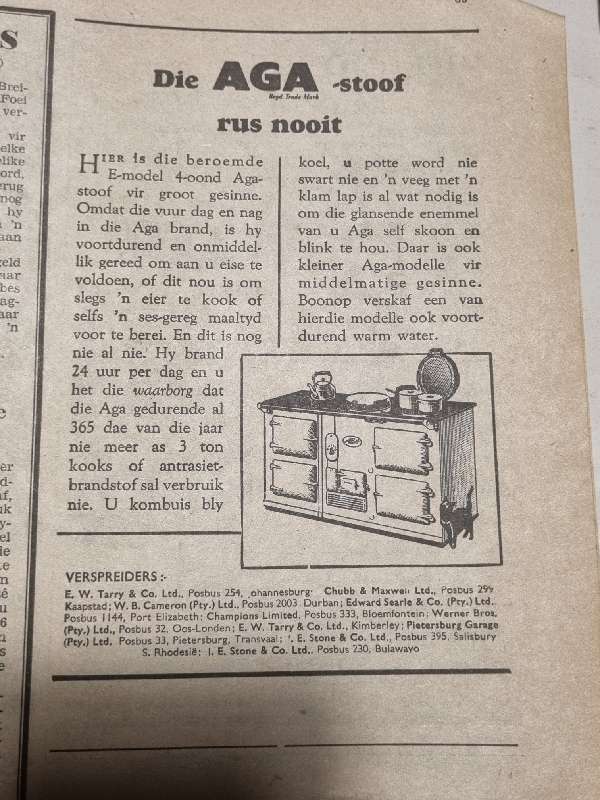 Die AGA -stoof
Regd. Trade Mark
rus nooit
HIER is die beroemde
E-model 4-oond Aga-
stoof vir groot gesinne.
Omdat die vuur dag en nag
in die Aga brand, is hy
voortdurend en onmiddel-
lik gereed om aan u eise te
voldoen, of dit nou is om
slegs 'n eier te kook of
selfs 'n ses-gereg maaltyd
voor te berei. En dit is nog
nie al nie. Hy brand
24 uur per dag en u
het die waarborg dat
die Aga gedurende al
365 dae van die jaar
nie meer as 3 ton
kooks of antrasiet-
brandstof sal verbruik
nie. U kombuis bly
koel, u potte word nie
swart nie en 'n veeg met 'n
klam lap is al wat nodig is
om die glansende enemmel
van u Aga self skoon en
blink te hou. Daar is ook
kleiner Aga-modelle vir
middelmatige gesinne.
Boonop verskaf een van
hierdie modelle ook voort-
durend warm water.
VERSPREIDERS :-
E. W. Tarry & Co. Ltd., Posbus 254, Johannesburg; Chubb & Maxwell Ltd., Posbus
Kaapstad; W. B. Cameron (Pty.) Ltd., Posbus 2003, Durban; Edward Searle & Co. (Pty.) Ltd.,
Posbus 1144, Port Elizabeth; Champions Limited, Posbus 333, Bloemfontein; Werner Bros.
(Pty.) Ltd., Posbus 32, Oos-Londen; E. W. Tarry & Co. Ltd., Kimberley; Pietersburg Garage
(Pty.) Ltd. Posbus 33, Pietersburg, Transvaal; E. Stone & Co. Ltd., Posbus 395, Salisbury
S. Rhodesië; J. E. Stone & Co. Ltd., Posbus 230, Bulawayo